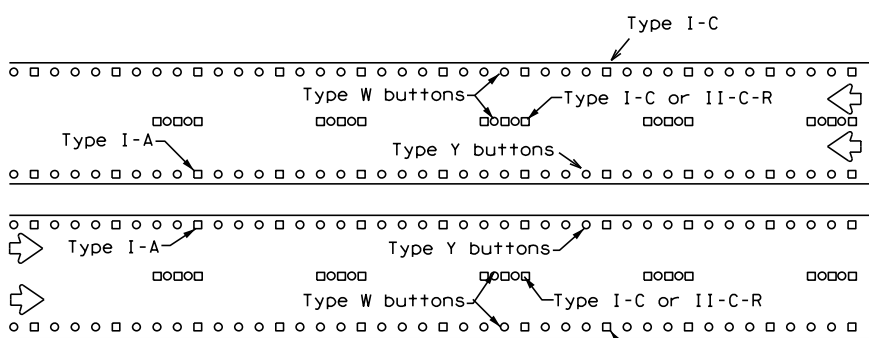 Type I-C
Type W buttons
Type I-C or II-C-R
Type I-A
Type Y buttons
Type I-A
Type Y buttons
Type W buttons
Type I-C or II-C-R